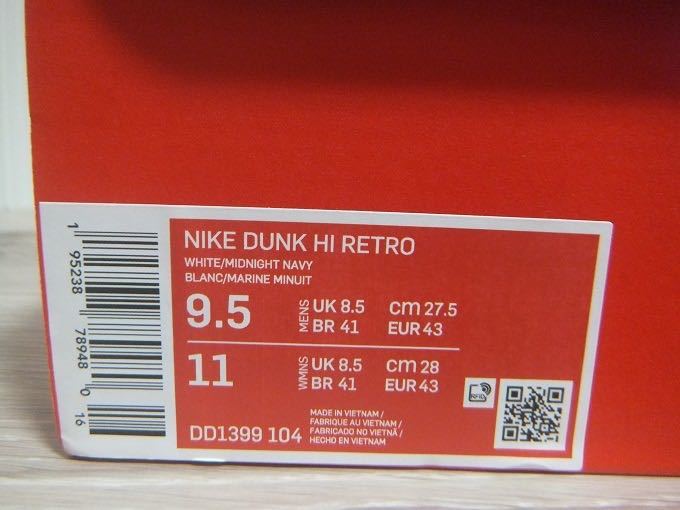 NIKE DUNK HI RETRO
WHITE/MIDNIGHT NAVY
BLANC/MARINE MINUIT
9.5 MENS UK 8.5 CM 27.5
BR 41 EUR 43
11 WMNS UK 8.5 CM 28
BR 41 EUR 43
RFID
MADE IN VIETNAM /
FABRIQUE AU VIETNAM /
FABRICADO NO VIETNÃ /
HECHO EN VIETNAM
DD1399 104
1 95238 78948 0 16